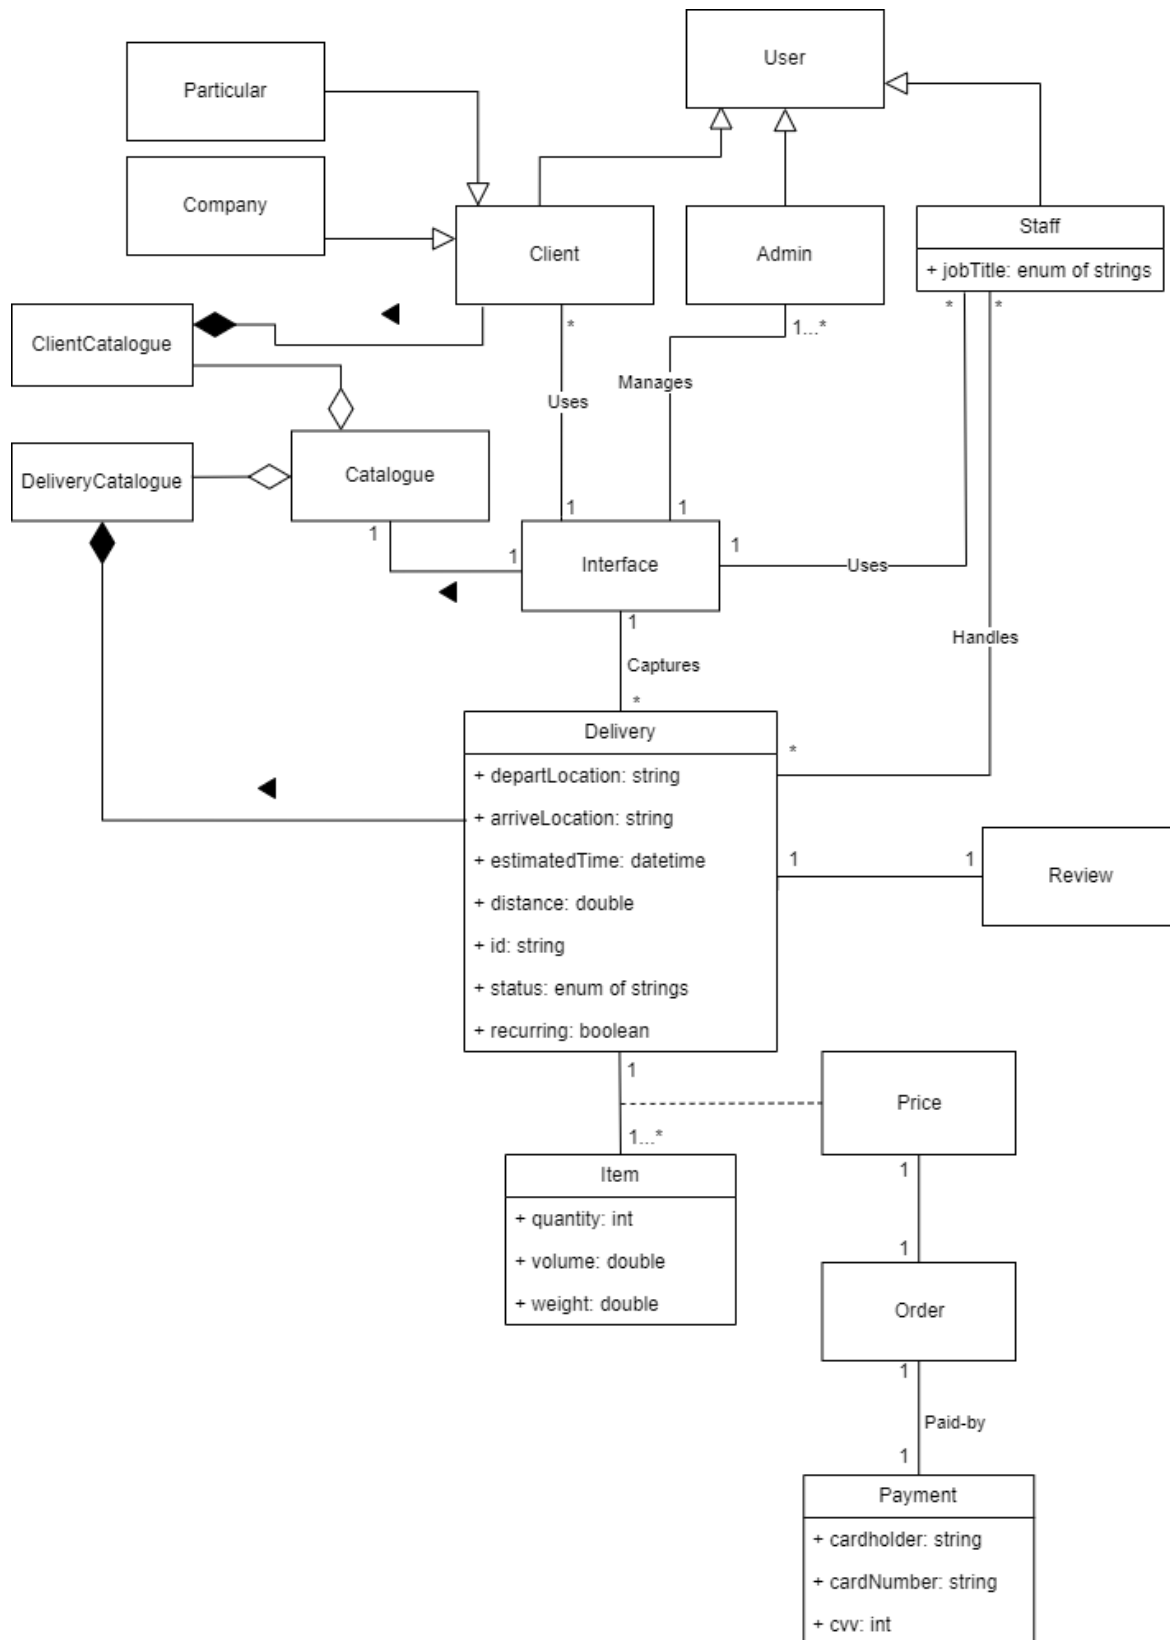 User
Particular
Company
Client
Admin
Staff
+ jobTitle: enum of strings
*
1...*
*
*
ClientCatalogue
Manages
Uses
DeliveryCatalogue
Catalogue
1
1
1
1
1
Interface
Uses
1
Handles
Captures
*
Delivery
*
+ departLocation: string
+ arriveLocation: string
+ estimatedTime: datetime
1
1
Review
+ distance: double
+ id: string
+ status: enum of strings
+ recurring: boolean
1
Price
1...*
Item
1
+ quantity: int
1
+ volume: double
+ weight: double
Order
1
Paid-by
1
Payment
+ cardholder: string
+ cardNumber: string
+ cvv: int